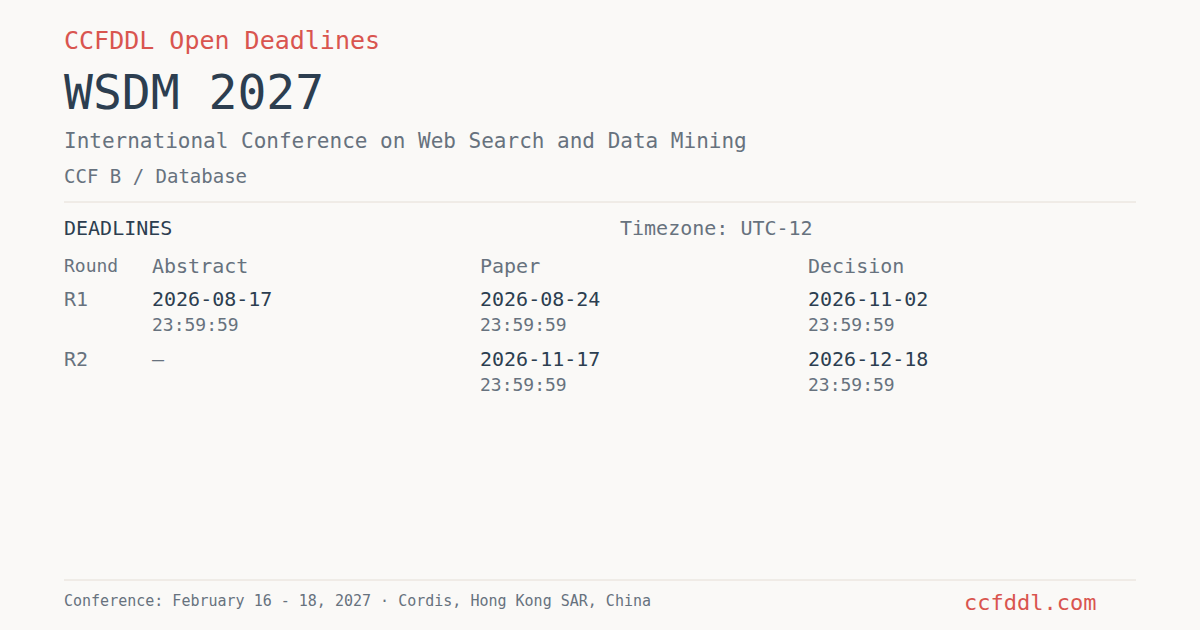 CCFDDL Open Deadlines
WSDM 2027
International Conference on Web Search and Data Mining
CCF B / Database
DEADLINES Timezone: UTC-12
Round Abstract Paper Decision
R1 2026-08-17 2026-08-24 2026-11-02
23:59:59 23:59:59 23:59:59
R2 — 2026-11-17 2026-12-18
23:59:59 23:59:59
Conference: February 16 - 18, 2027 · Cordis, Hong Kong SAR, China ccfddl.com